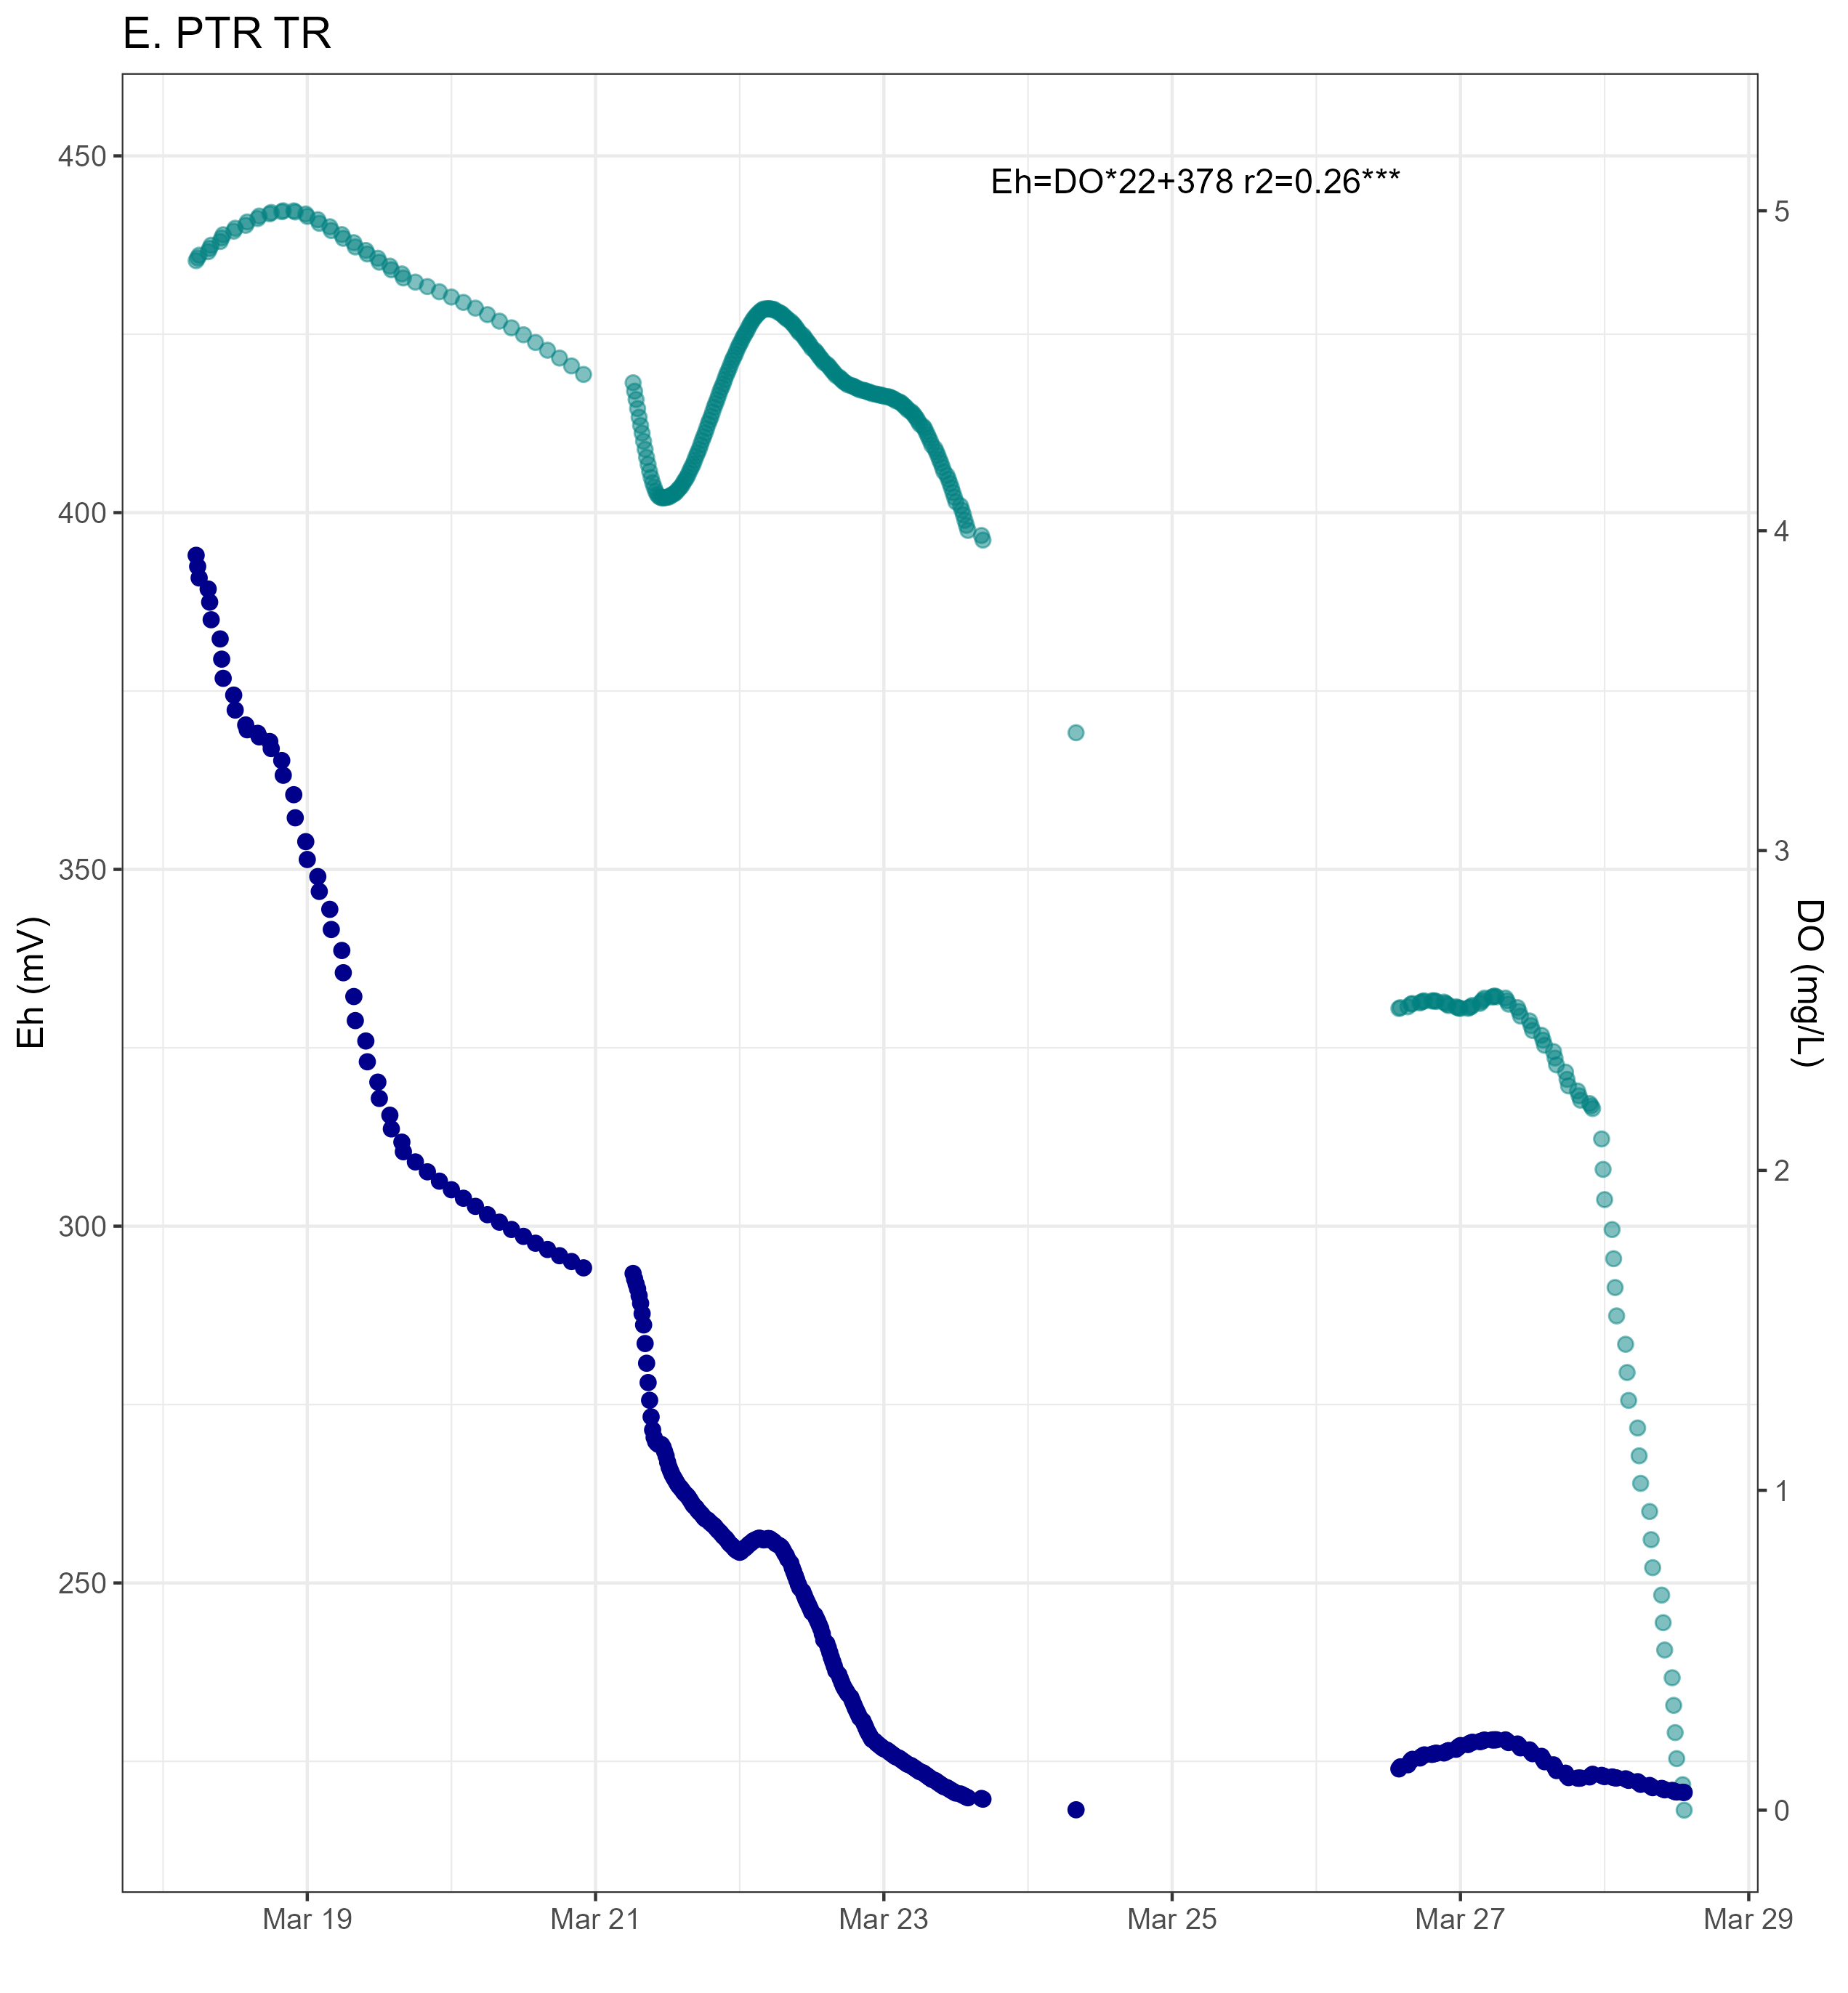 E. PTR TR
Eh=DO*22+378 r2=0.26***
450
400
350
300
250
Eh (mV)
5
4
3
2
1
0
DO (mg/L)
Mar 19
Mar 21
Mar 23
Mar 25
Mar 27
Mar 29